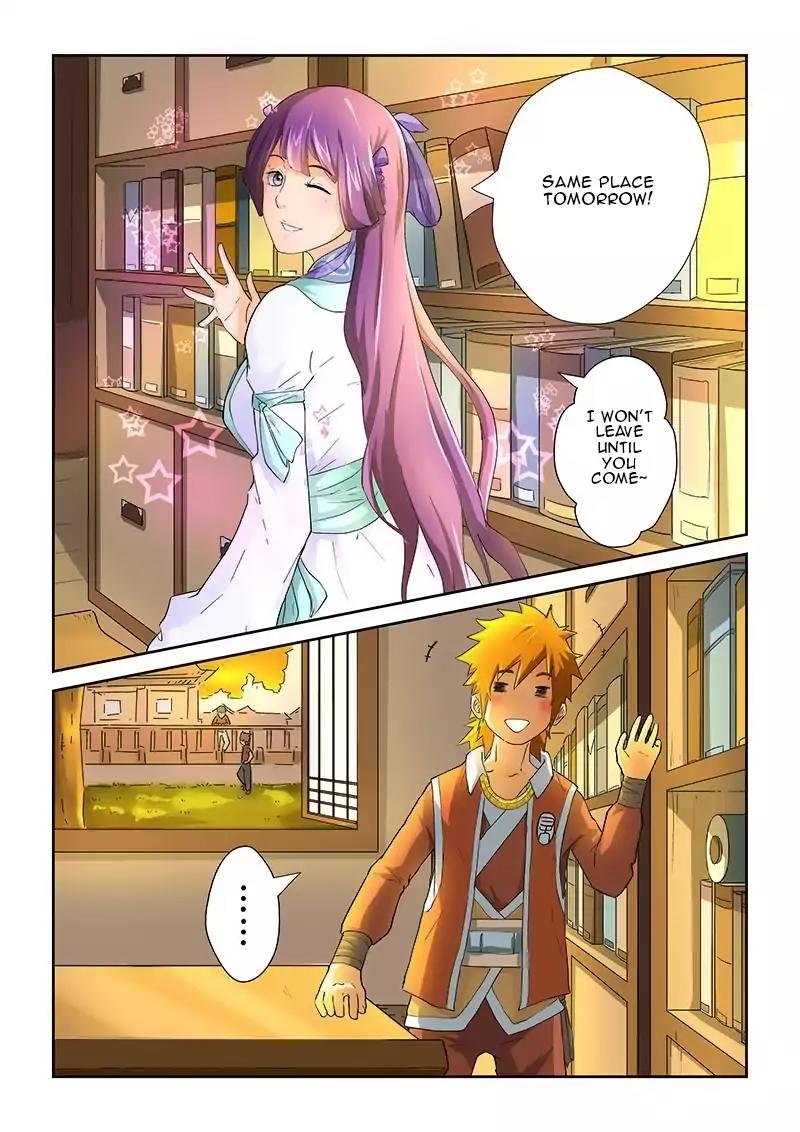 SAME PLACE
TOMORROW!
I WON'T
LEAVE
UNTIL
YOU
COME~
......